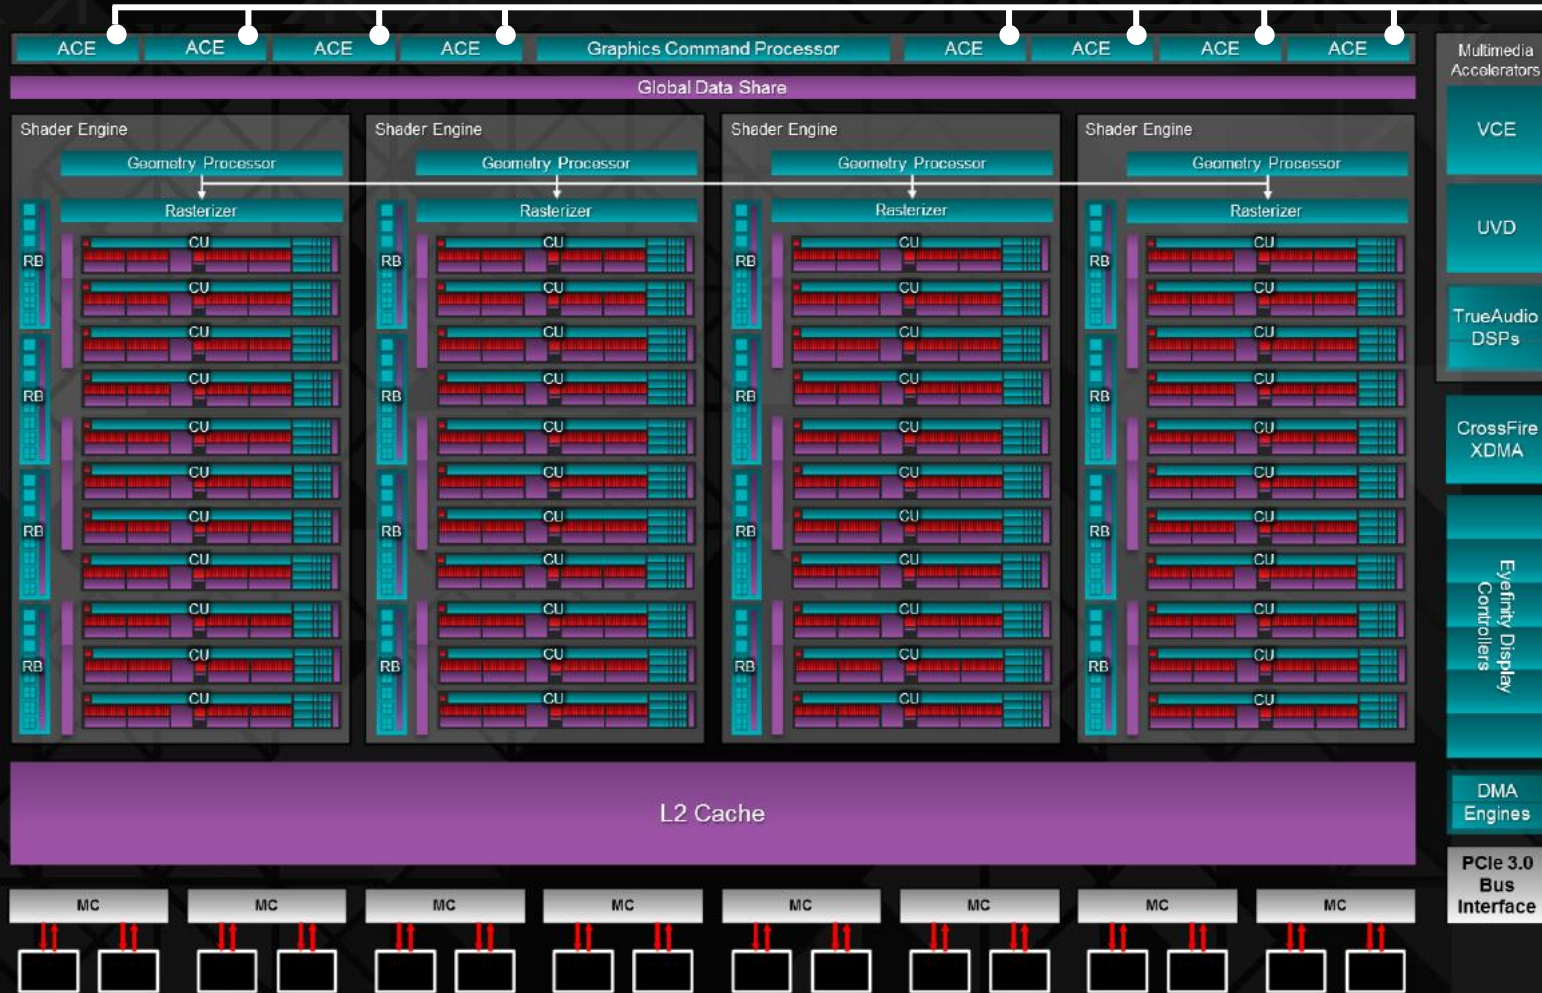 ACE ACE ACE ACE Graphics Command Processor ACE ACE ACE ACE
Global Data Share
Shader Engine Shader Engine Shader Engine Shader Engine
Geometry Processor Geometry Processor Geometry Processor Geometry Processor
Rasterizer Rasterizer Rasterizer Rasterizer
CU CU CU CU
RB RB RB RB
CU CU CU CU
CU CU CU CU
CU CU CU CU
RB RB RB RB
CU CU CU CU
CU CU CU CU
CU CU CU CU
RB RB RB RB
CU CU CU CU
CU CU CU CU
CU CU CU CU
RB RB RB RB
CU CU CU CU
L2 Cache
MC MC MC MC MC MC MC MC
Multimedia
Accelerators
VCE
UVD
TrueAudio
DSPs
CrossFire
XDMA
Eyefinity Display
Controllers
DMA
Engines
PCIe 3.0
Bus
Interface